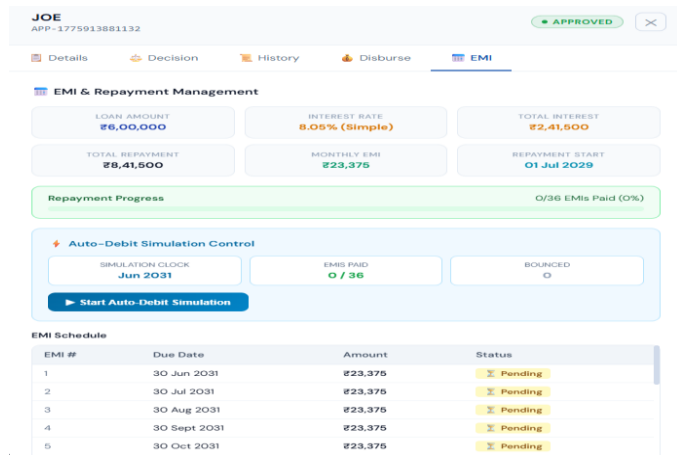 JOE
APP-1775913881132
● APPROVED
Details Decision History Disburse EMI
EMI & Repayment Management
LOAN AMOUNT INTEREST RATE TOTAL INTEREST
₹6,00,000 8.05% (Simple) ₹2,41,500
TOTAL REPAYMENT MONTHLY EMI REPAYMENT START
₹8,41,500 ₹23,375 01 Jul 2029
Repayment Progress 0/36 EMIs Paid (0%)
Auto-Debit Simulation Control
SIMULATION CLOCK EMIS PAID BOUNCED
Jun 2031 0 / 36 0
▶ Start Auto-Debit Simulation
EMI Schedule
EMI # Due Date Amount Status
1 30 Jun 2031 ₹23,375 Pending
2 30 Jul 2031 ₹23,375 Pending
3 30 Aug 2031 ₹23,375 Pending
4 30 Sept 2031 ₹23,375 Pending
5 30 Oct 2031 ₹23,375 Pending